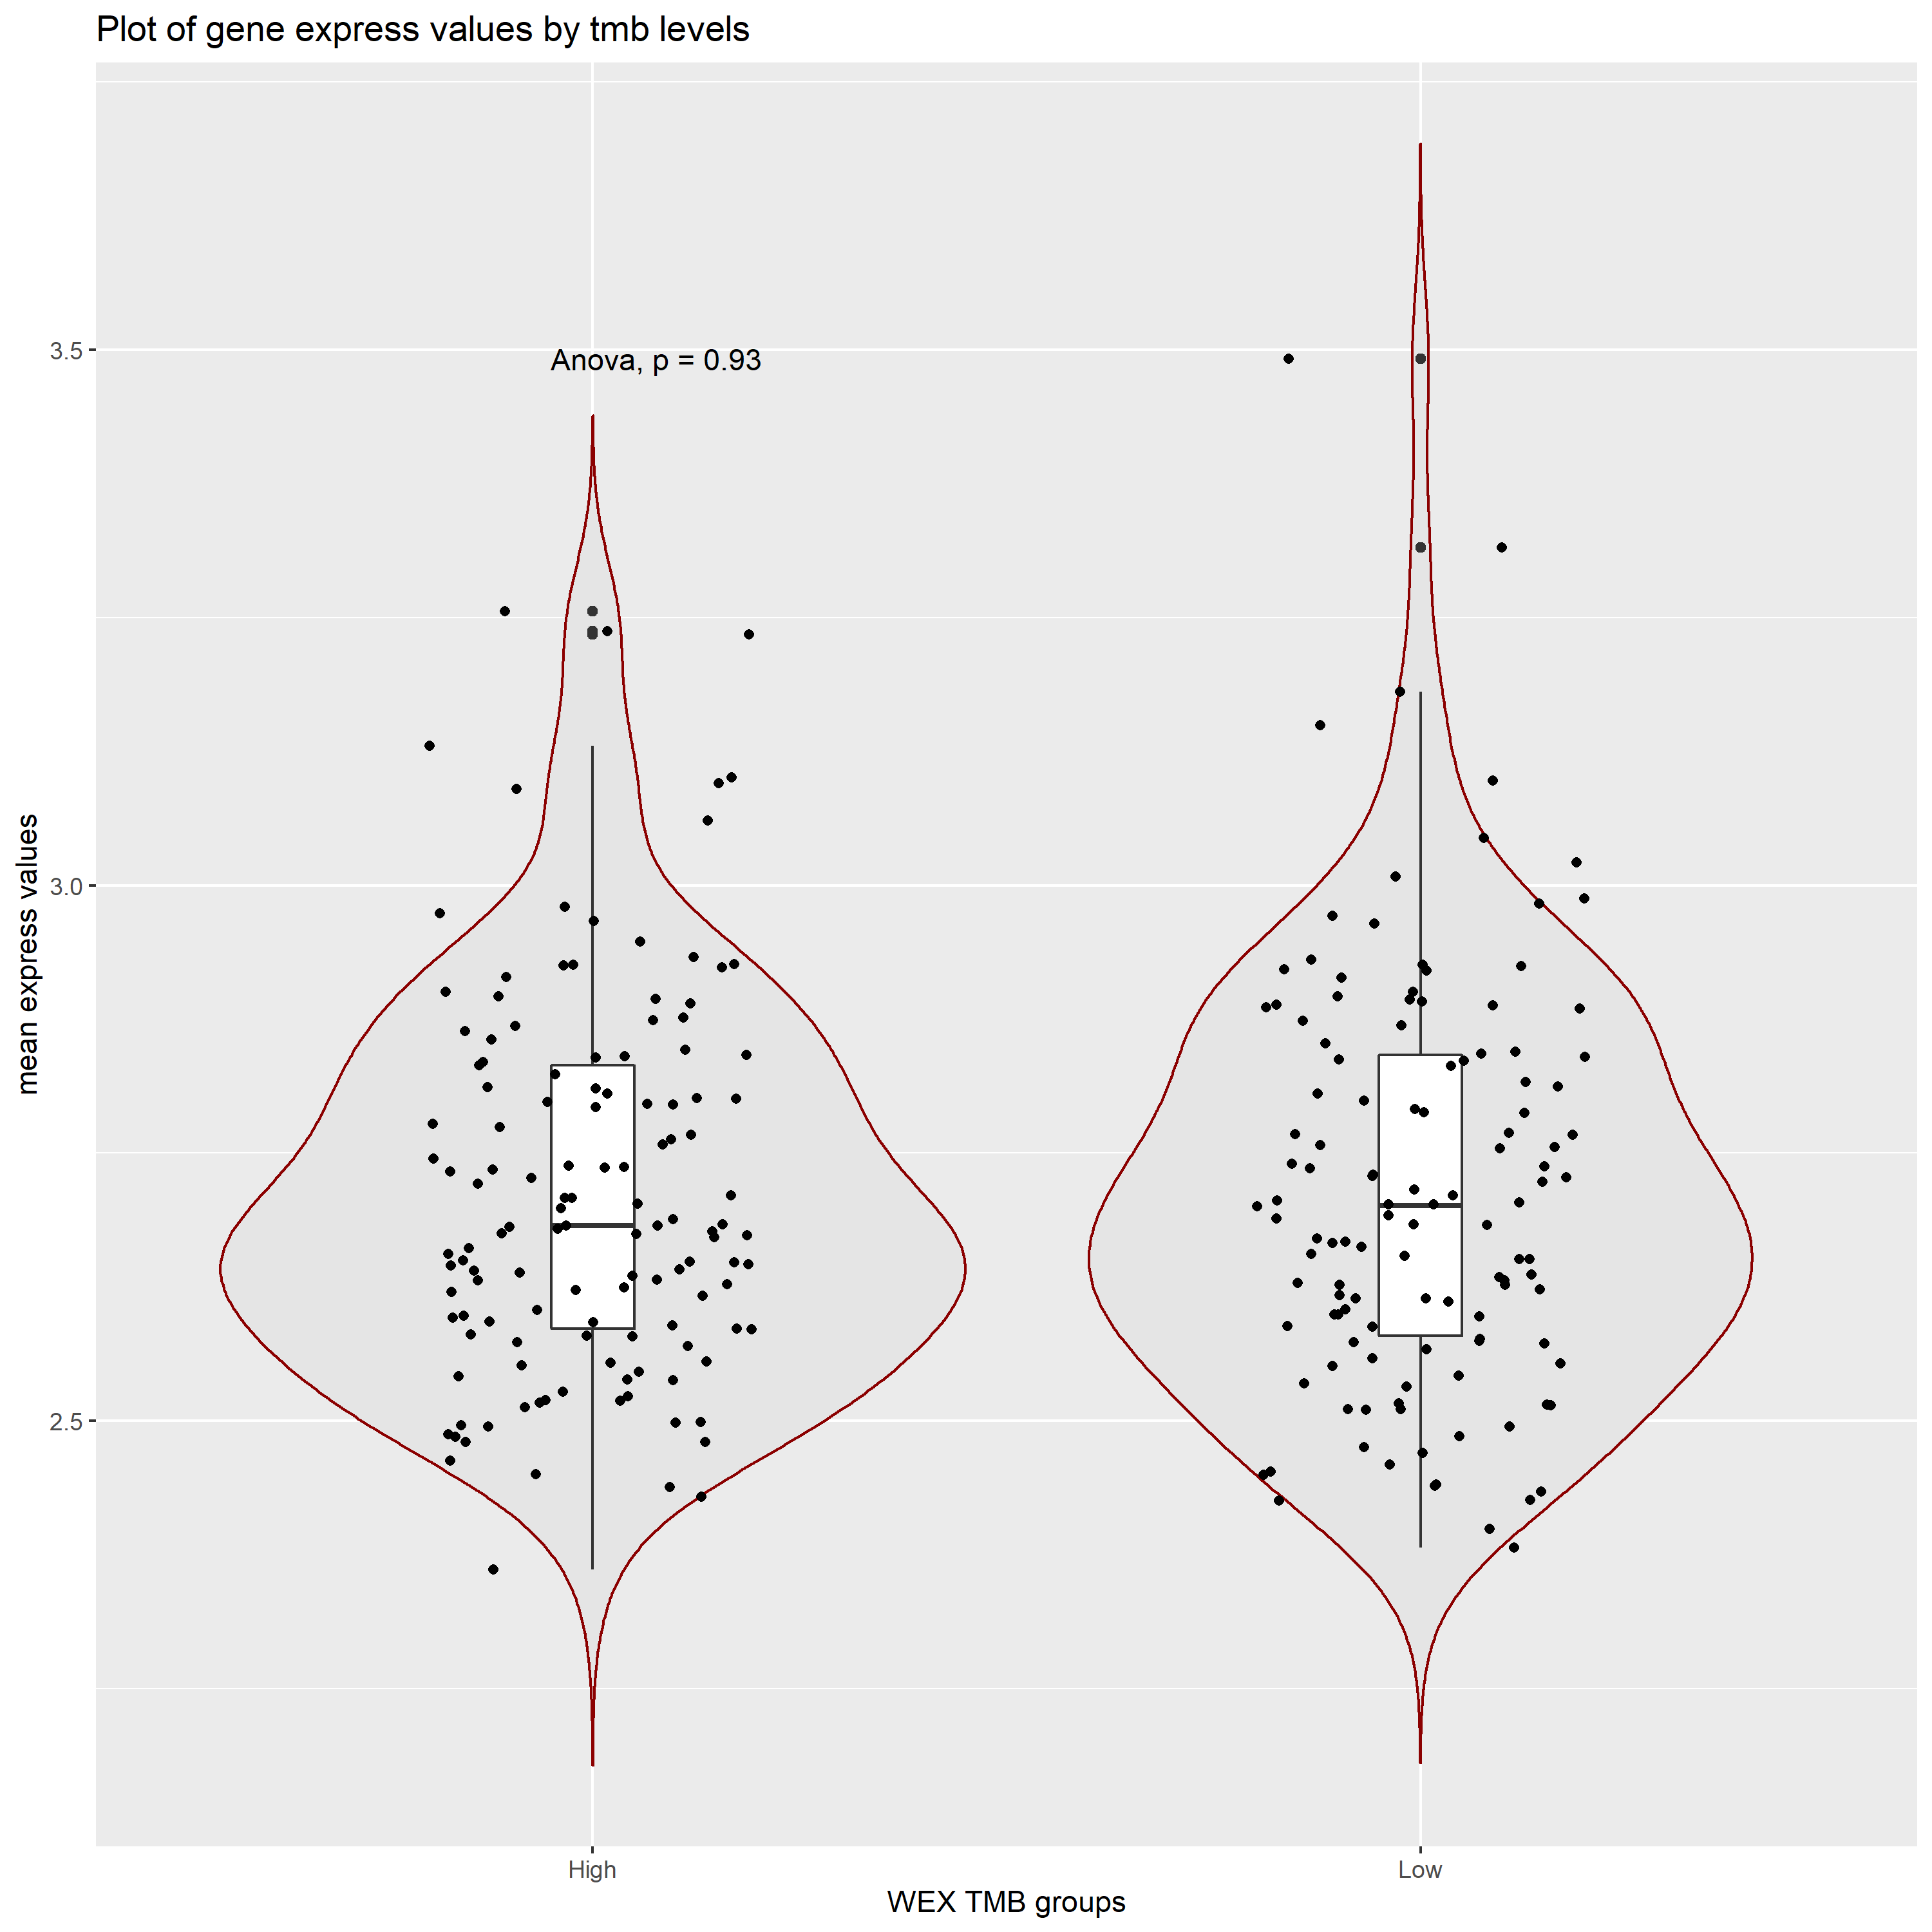 Plot of gene express values by tmb levels
Anova, p = 0.93
mean express values
3.5
3.0
2.5
High
Low
WEX TMB groups